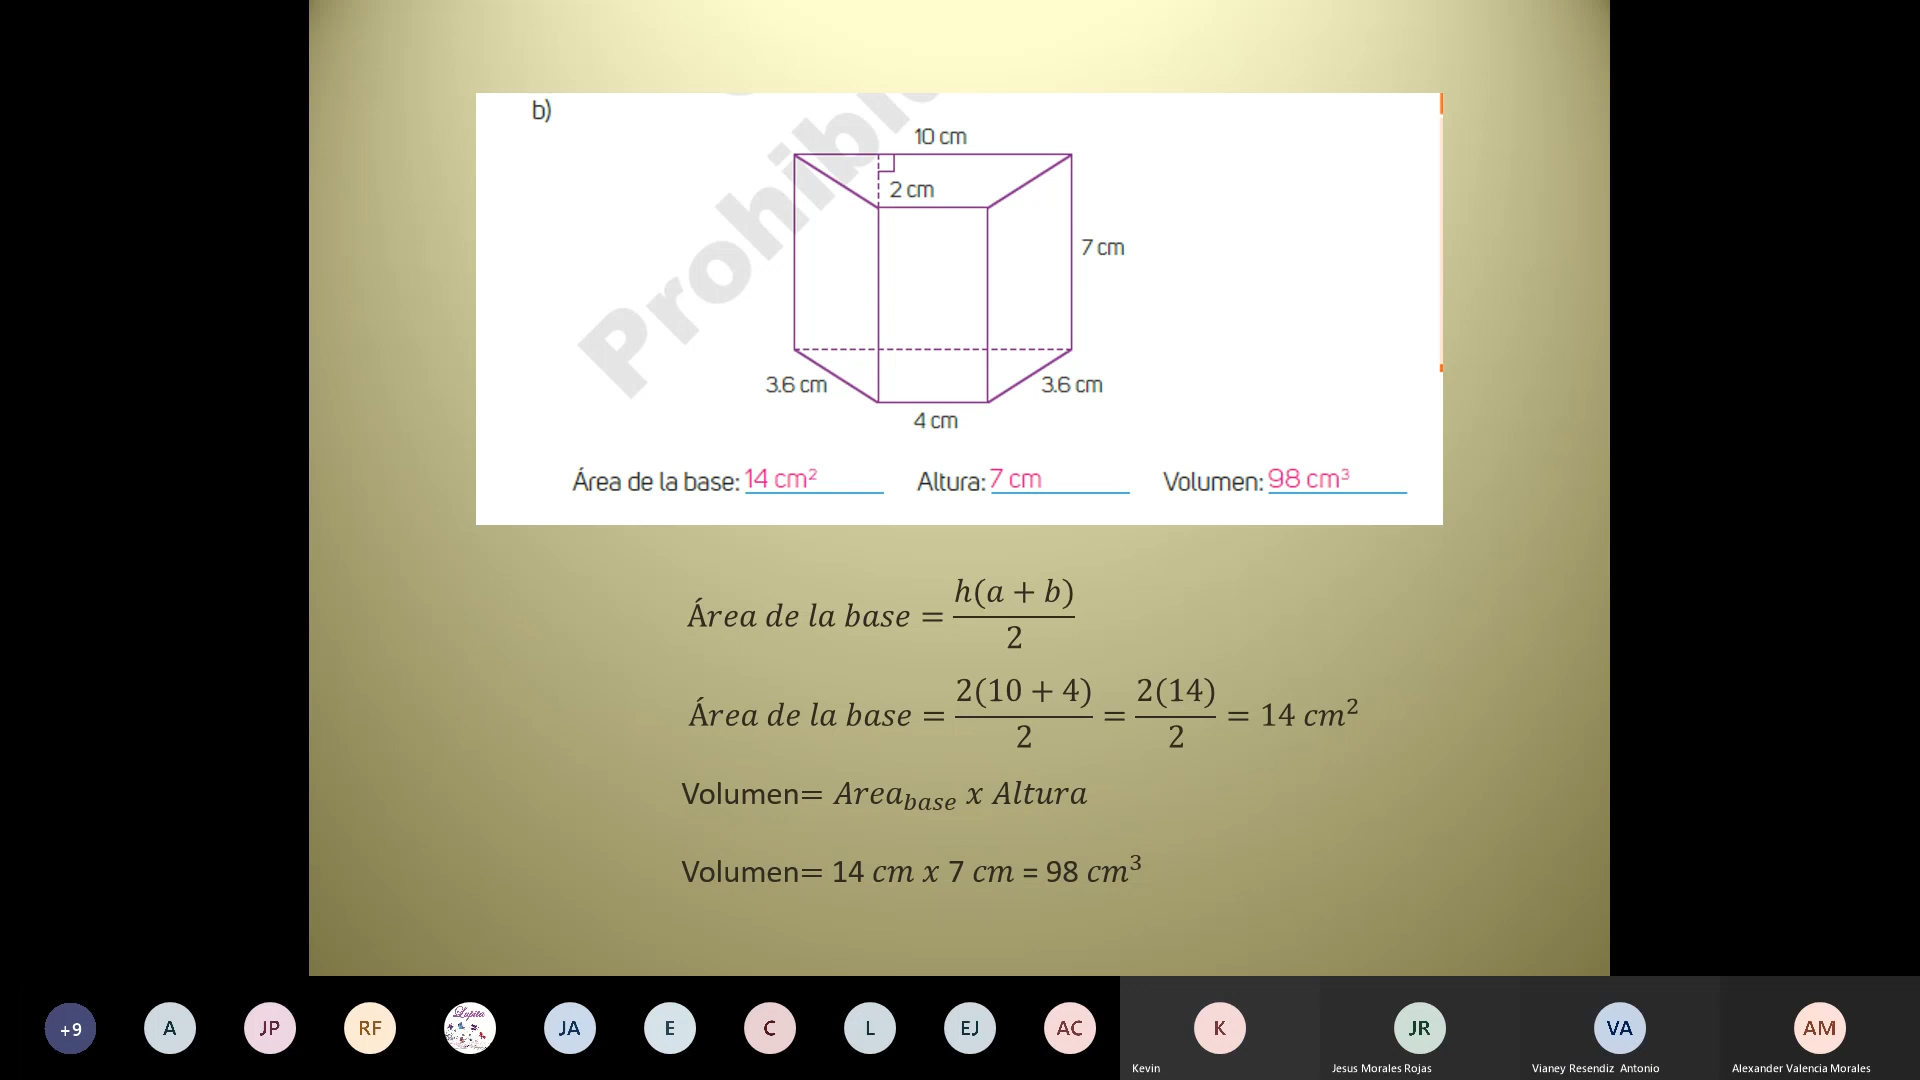 b)
Prohibi
10 cm
2 cm
7 cm
3.6 cm
3.6 cm
4 cm
Área de la base: 14 cm² Altura: 7 cm Volumen: 98 cm³
Área de la base = h(a + b) / 2
Área de la base = 2(10 + 4) / 2 = 2(14) / 2 = 14 cm²
Volumen= Area_base x Altura
Volumen= 14 cm x 7 cm = 98 cm³
+9 A JP RF Lupita JA E C L EJ AC K JR VA AM
Kevin Jesus Morales Rojas Vianey Resendiz Antonio Alexander Valencia Morales